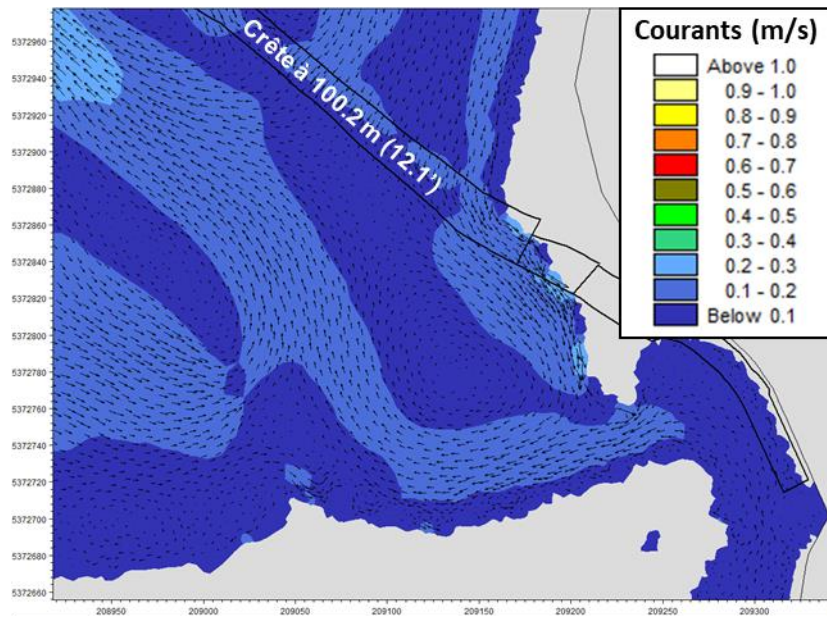 Courants (m/s)
Above 1.0
0.9 - 1.0
0.8 - 0.9
0.7 - 0.8
0.6 - 0.7
0.5 - 0.6
0.4 - 0.5
0.3 - 0.4
0.2 - 0.3
0.1 - 0.2
Below 0.1
Crête à 100.2 m (12.1')
5372960
5372940
5372920
5372900
5372880
5372860
5372840
5372820
5372800
5372780
5372760
5372740
5372720
5372700
5372680
5372660
208950 209000 209050 209100 209150 209200 209250 209300